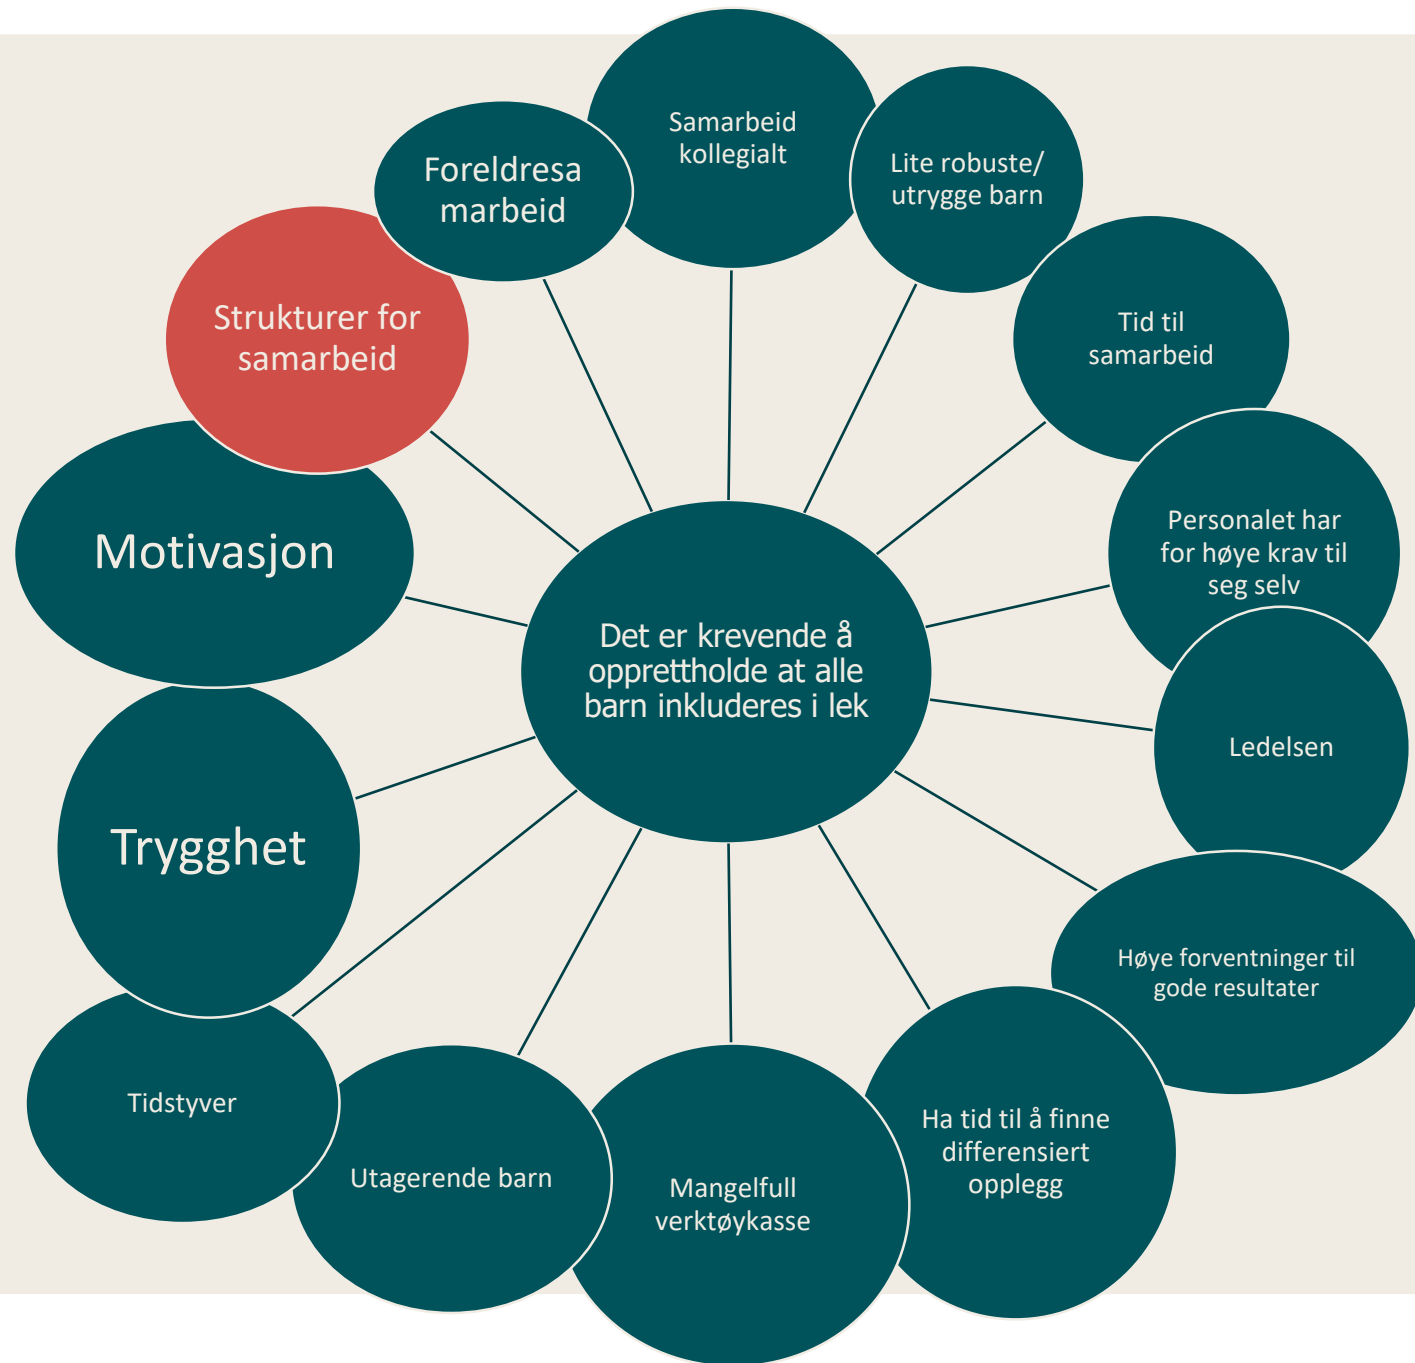 Samarbeid
kollegialt
Lite robuste/
utrygge barn
Tid til
samarbeid
Personalet har
for høye krav til
seg selv
Ledelsen
Høye forventninger til
gode resultater
Ha tid til å finne
differensiert
opplegg
Mangelfull
verktøykasse
Utagerende barn
Tidstyver
Trygghet
Motivasjon
Strukturer for
samarbeid
Foreldresa
marbeid
Det er krevende å
opprettholde at alle
barn inkluderes i lek